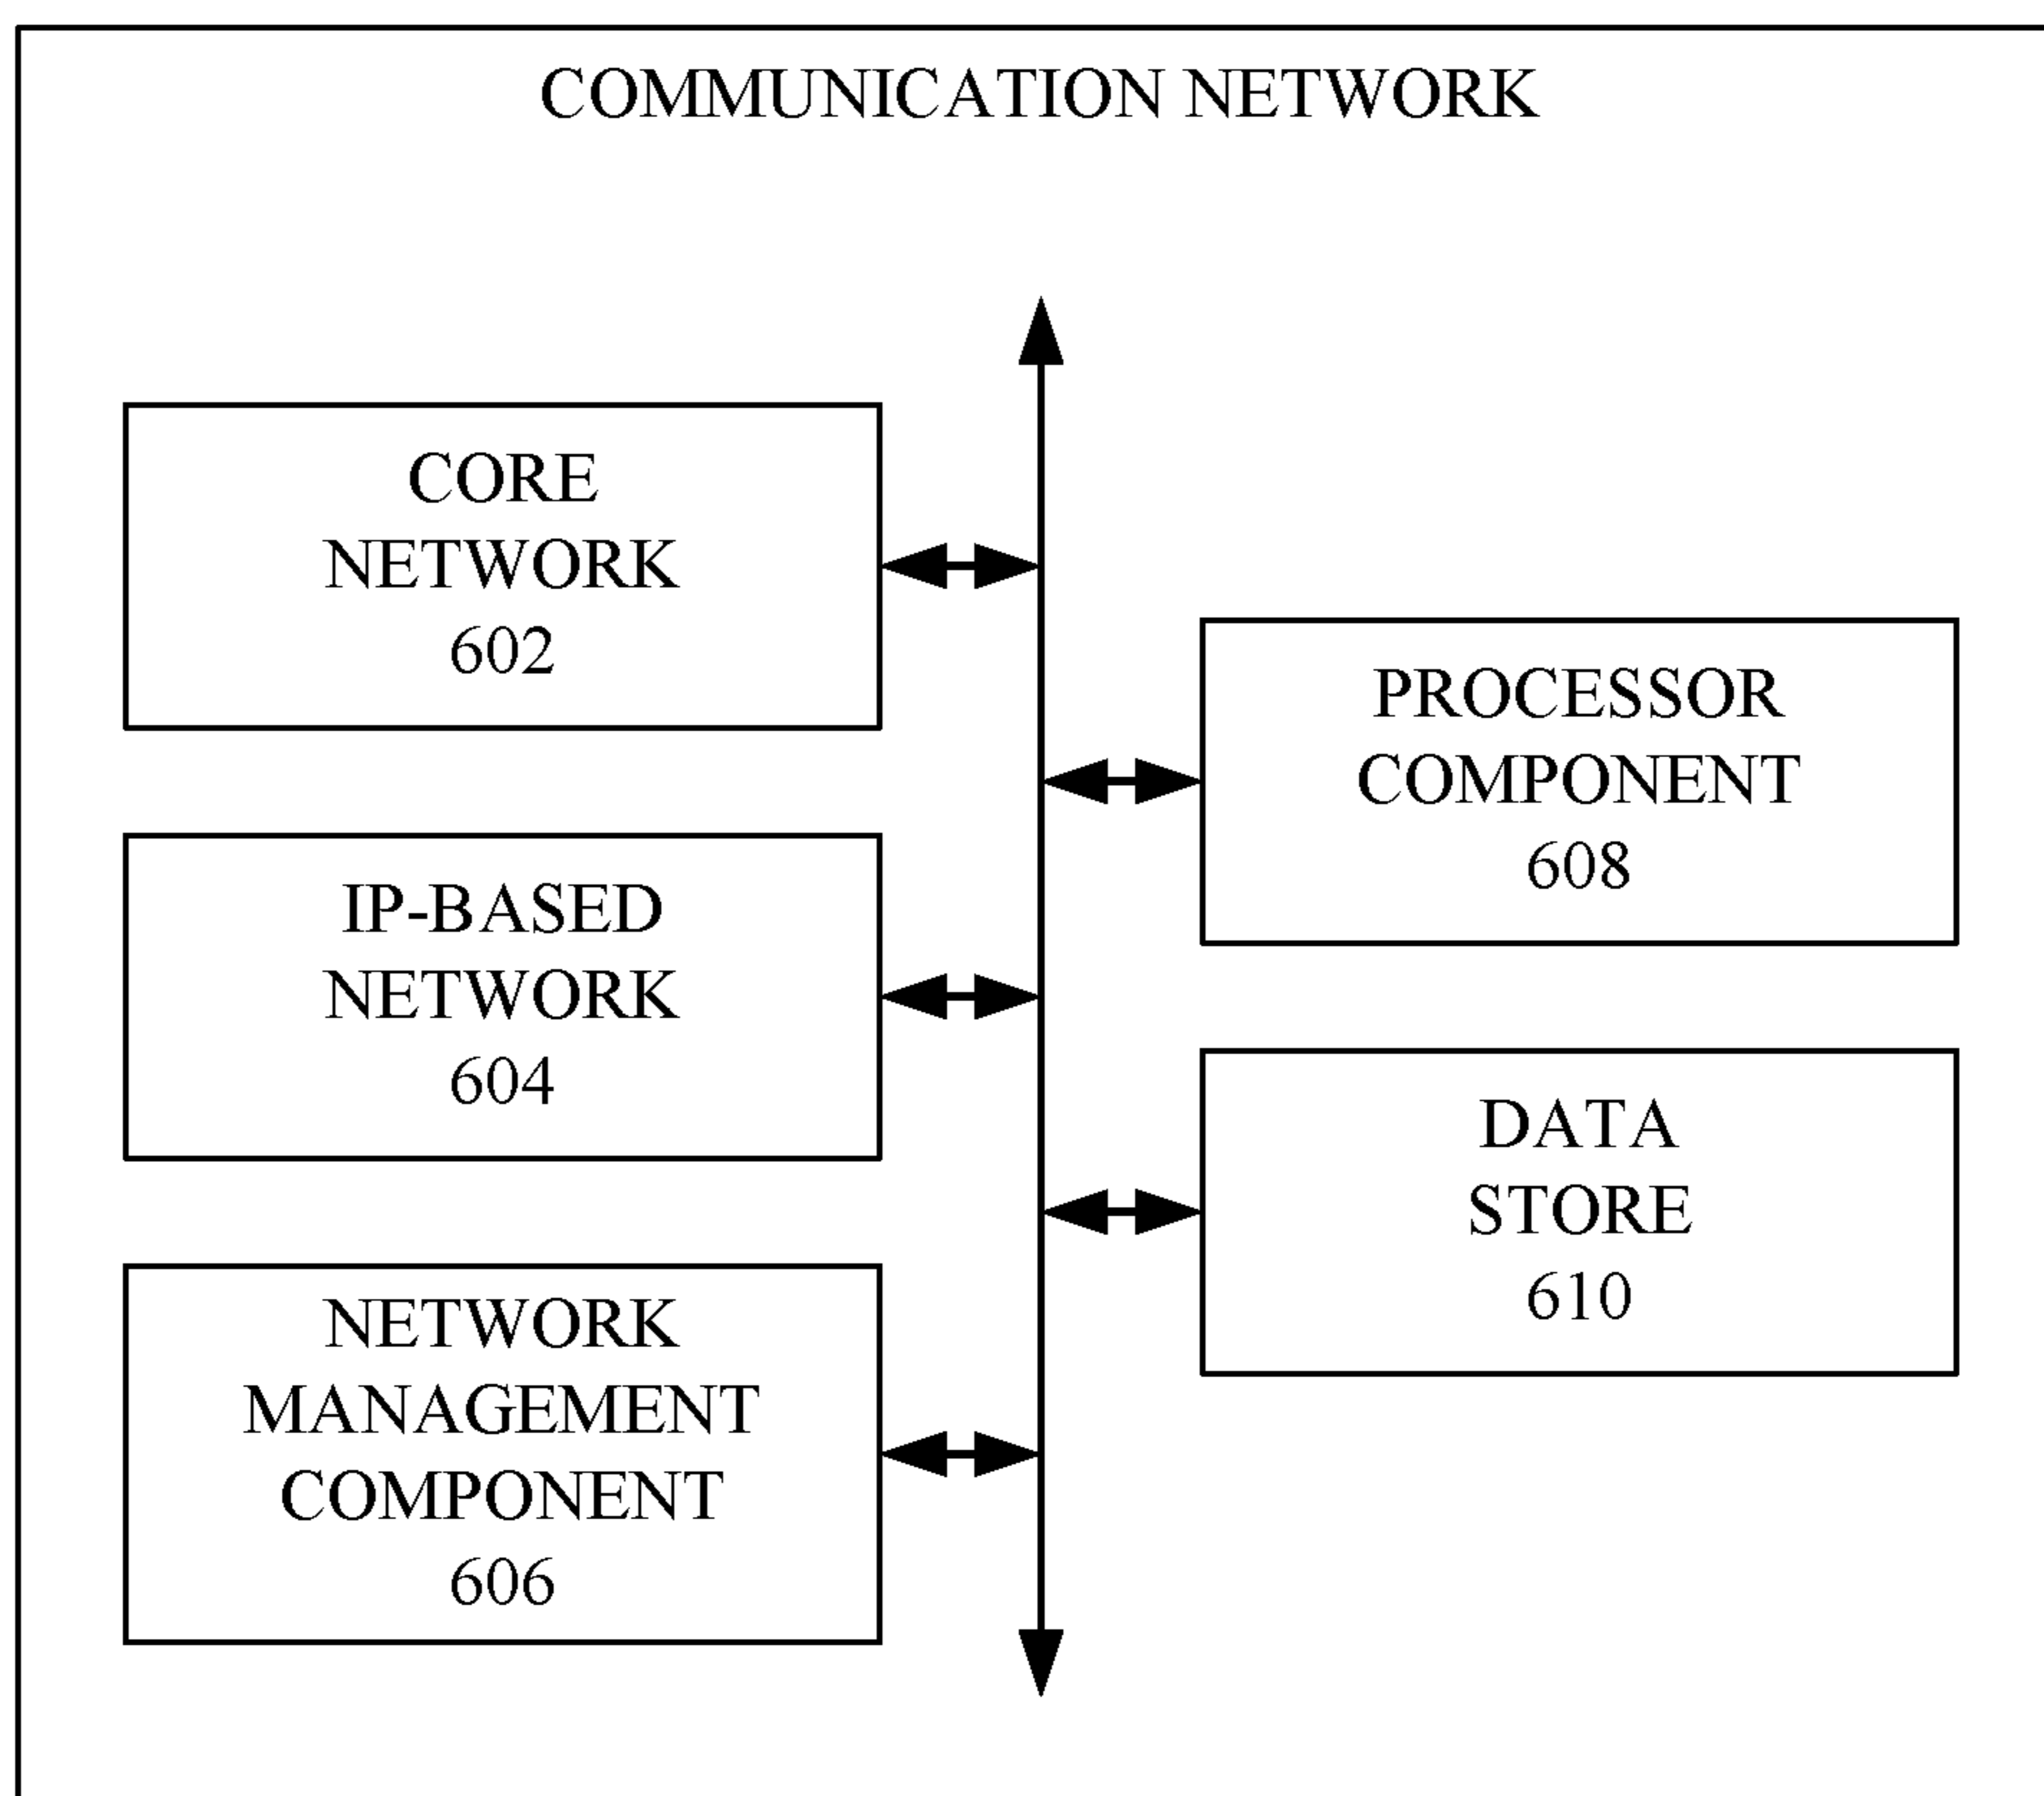 COMMUNICATION NETWORK
CORE
NETWORK
602
IP-BASED
NETWORK
604
NETWORK
MANAGEMENT
COMPONENT
606
PROCESSOR
COMPONENT
608
DATA
STORE
610